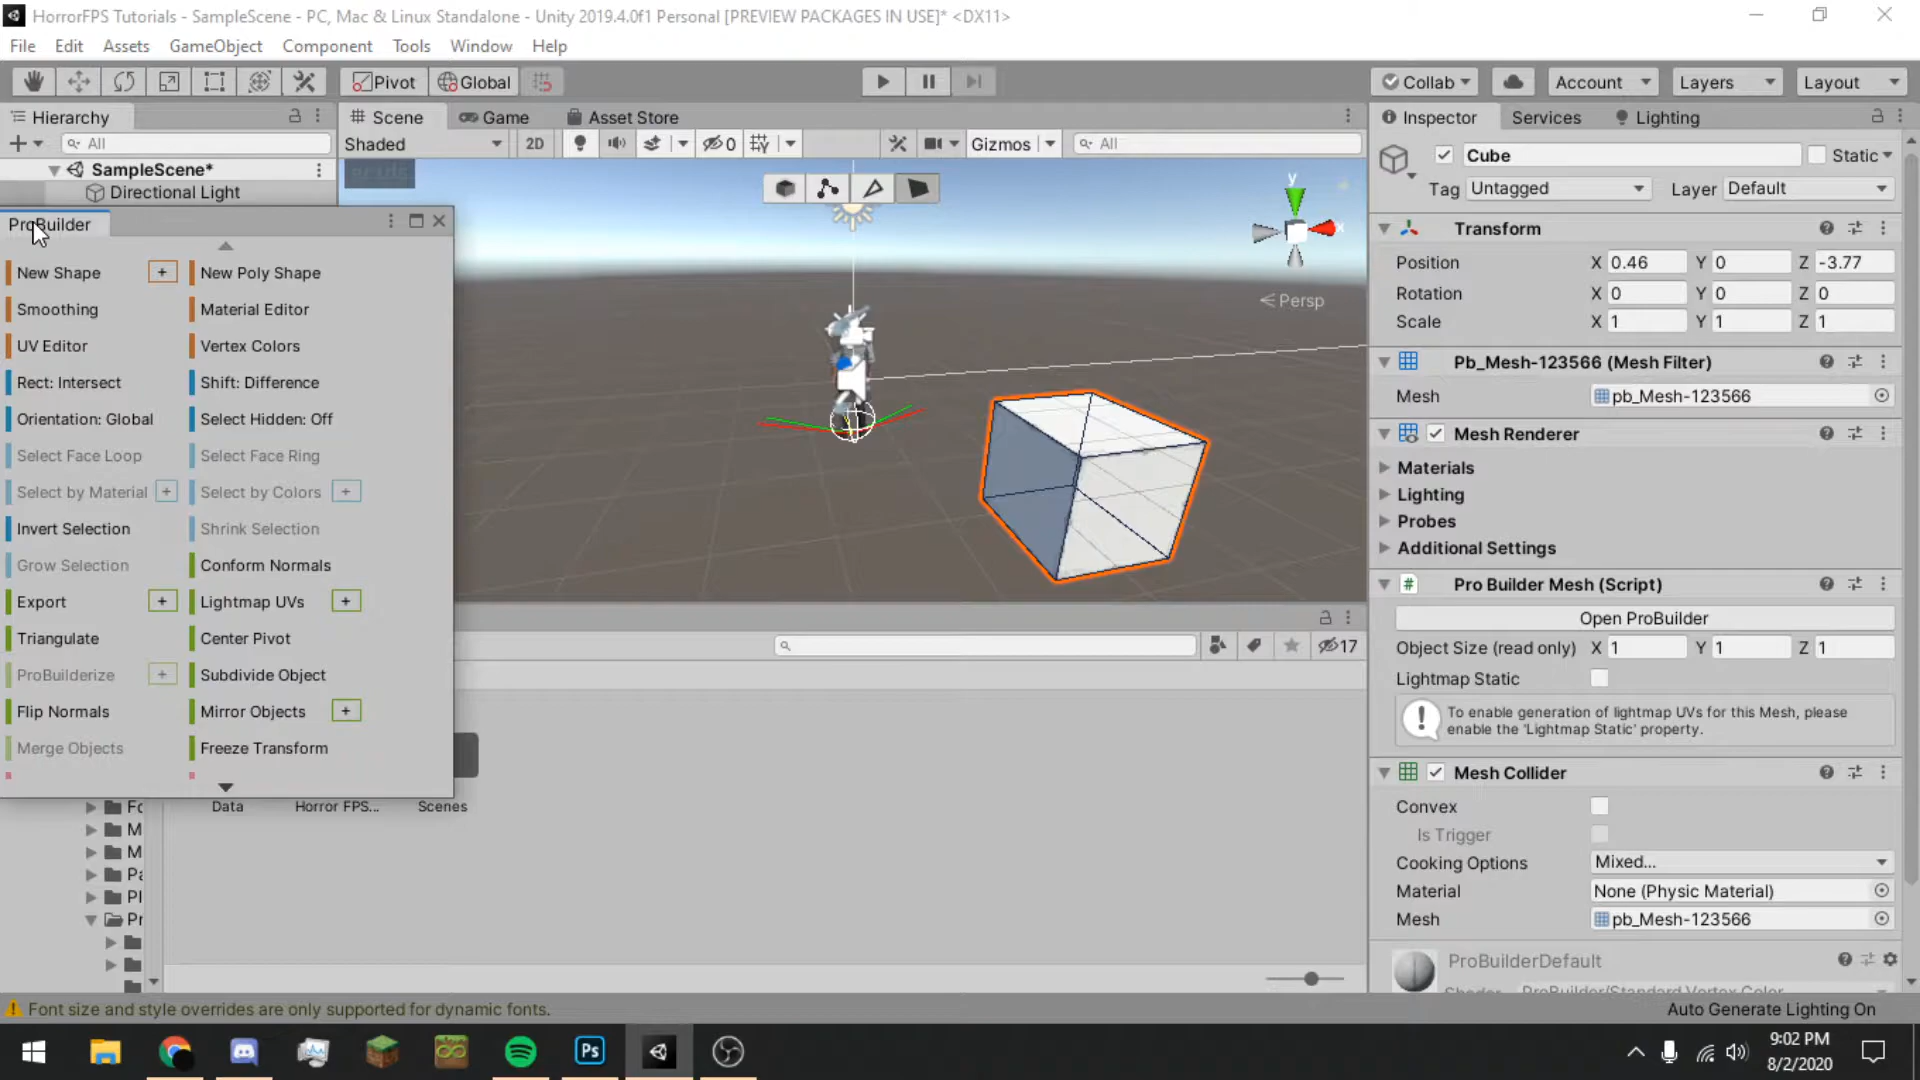 HorrorFPS Tutorials - SampleScene - PC, Mac & Linux Standalone - Unity 2019.4.0f1 Personal [PREVIEW PACKAGES IN USE]* <DX11>
File Edit Assets GameObject Component Tools Window Help
Pivot Global Collab Account Layers Layout
Hierarchy Scene Game Asset Store Inspector Services Lighting
All Shaded 2D 0 Gizmos All
SampleScene*
Directional Light
ProBuilder
New Shape + New Poly Shape
Smoothing Material Editor
UV Editor Vertex Colors
Rect: Intersect Shift: Difference
Orientation: Global Select Hidden: Off
Select Face Loop Select Face Ring
Select by Material + Select by Colors +
Invert Selection Shrink Selection
Grow Selection Conform Normals
Export + Lightmap UVs +
Triangulate Center Pivot
ProBuilderize + Subdivide Object
Flip Normals Mirror Objects +
Merge Objects Freeze Transform
y
x
Persp
17
Data Horror FPS... Scenes
Fc
M
M
Pa
Pl
Pr
Cube Static
Tag Untagged Layer Default
Transform
Position X 0.46 Y 0 Z -3.77
Rotation X 0 Y 0 Z 0
Scale X 1 Y 1 Z 1
Pb_Mesh-123566 (Mesh Filter)
Mesh pb_Mesh-123566
Mesh Renderer
Materials
Lighting
Probes
Additional Settings
# Pro Builder Mesh (Script)
Open ProBuilder
Object Size (read only) X 1 Y 1 Z 1
Lightmap Static
To enable generation of lightmap UVs for this Mesh, please
enable the 'Lightmap Static' property.
Mesh Collider
Convex
Is Trigger
Cooking Options Mixed...
Material None (Physic Material)
Mesh pb_Mesh-123566
ProBuilderDefault
Shader ProBuilder/Standard Vertex Color
Font size and style overrides are only supported for dynamic fonts. Auto Generate Lighting On
Ps
9:02 PM
8/2/2020